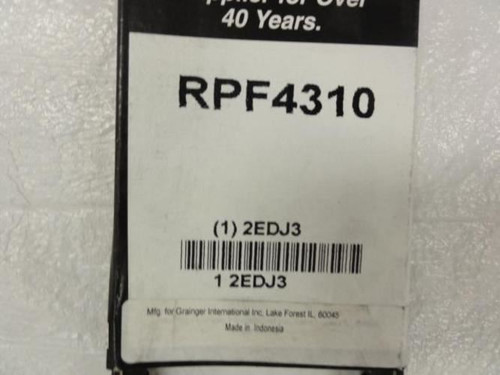 for Over
40 Years.
RPF4310
(1) 2EDJ3
1 2EDJ3
Mfg. for Grainger International Inc, Lake Forest IL, 60045
Made in Indonesia